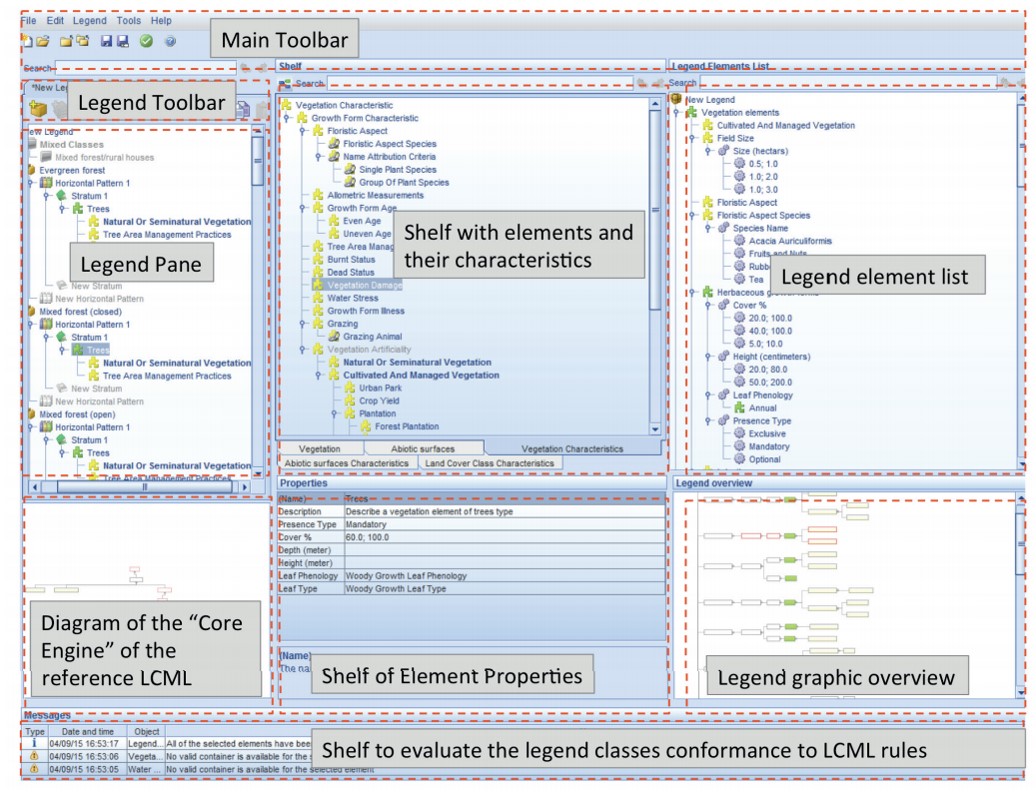 File Edit Legend Tools Help
Main Toolbar
Search
*New Leg
Legend Toolbar
New Legend
Mixed Classes
Mixed forest/rural houses
Evergreen forest
Horizontal Pattern 1
Stratum 1
Trees
Natural Or Seminatural Vegetation
Tree Area Management Practices
Legend Pane
New Stratum
New Horizontal Pattern
Mixed forest (closed)
Horizontal Pattern 1
Stratum 1
Trees
Natural Or Seminatural Vegetation
Tree Area Management Practices
New Stratum
New Horizontal Pattern
Mixed forest (open)
Horizontal Pattern 1
Stratum 1
Trees
Natural Or Seminatural Vegetation
Tree Area Management Practices
Shelf
Search
Vegetation Characteristic
Growth Form Characteristic
Floristic Aspect
Floristic Aspect Species
Name Attribution Criteria
Single Plant Species
Group Of Plant Species
Allometric Measurements
Growth Form Age
Even Age
Uneven Age
Tree Area Manag
Burnt Status
Dead Status
Vegetation Damage
Water Stress
Growth Form Illness
Grazing
Grazing Animal
Vegetation Artificiality
Natural Or Seminatural Vegetation
Cultivated And Managed Vegetation
Urban Park
Crop Yield
Plantation
Forest Plantation
Shelf with elements and
their characteristics
Vegetation Abiotic surfaces Vegetation Characteristics
Abiotic surfaces Characteristics Land Cover Class Characteristics
Legend Elements List
Search
New Legend
Vegetation elements
Cultivated And Managed Vegetation
Field Size
Size (hectars)
0.5; 1.0
1.0; 2.0
1.0; 3.0
Floristic Aspect
Floristic Aspect Species
Species Name
Acacia Auriculiformis
Fruits and Nuts
Rubb
Tea
Legend element list
Herbaceous growth forms
Cover %
20.0; 100.0
40.0; 100.0
5.0; 10.0
Height (centimeters)
20.0; 80.0
50.0; 200.0
Leaf Phenology
Annual
Presence Type
Exclusive
Mandatory
Optional
Diagram of the “Core
Engine” of the
reference LCML
Properties
(Name) Trees
Description Describe a vegetation element of trees type
Presence Type Mandatory
Cover % 60.0; 100.0
Depth (meter)
Height (meter)
Leaf Phenology Woody Growth Leaf Phenology
Leaf Type Woody Growth Leaf Type
(Name)
The na
Shelf of Element Properties
Legend overview
Legend graphic overview
Messages
Type Date and time Object
04/09/15 16:53:17 Legend... All of the selected elements have bee
04/09/15 16:53:06 Vegeta... No valid container is available for the s
04/09/15 16:53:05 Water ... No valid container is available for the selected element
Shelf to evaluate the legend classes conformance to LCML rules